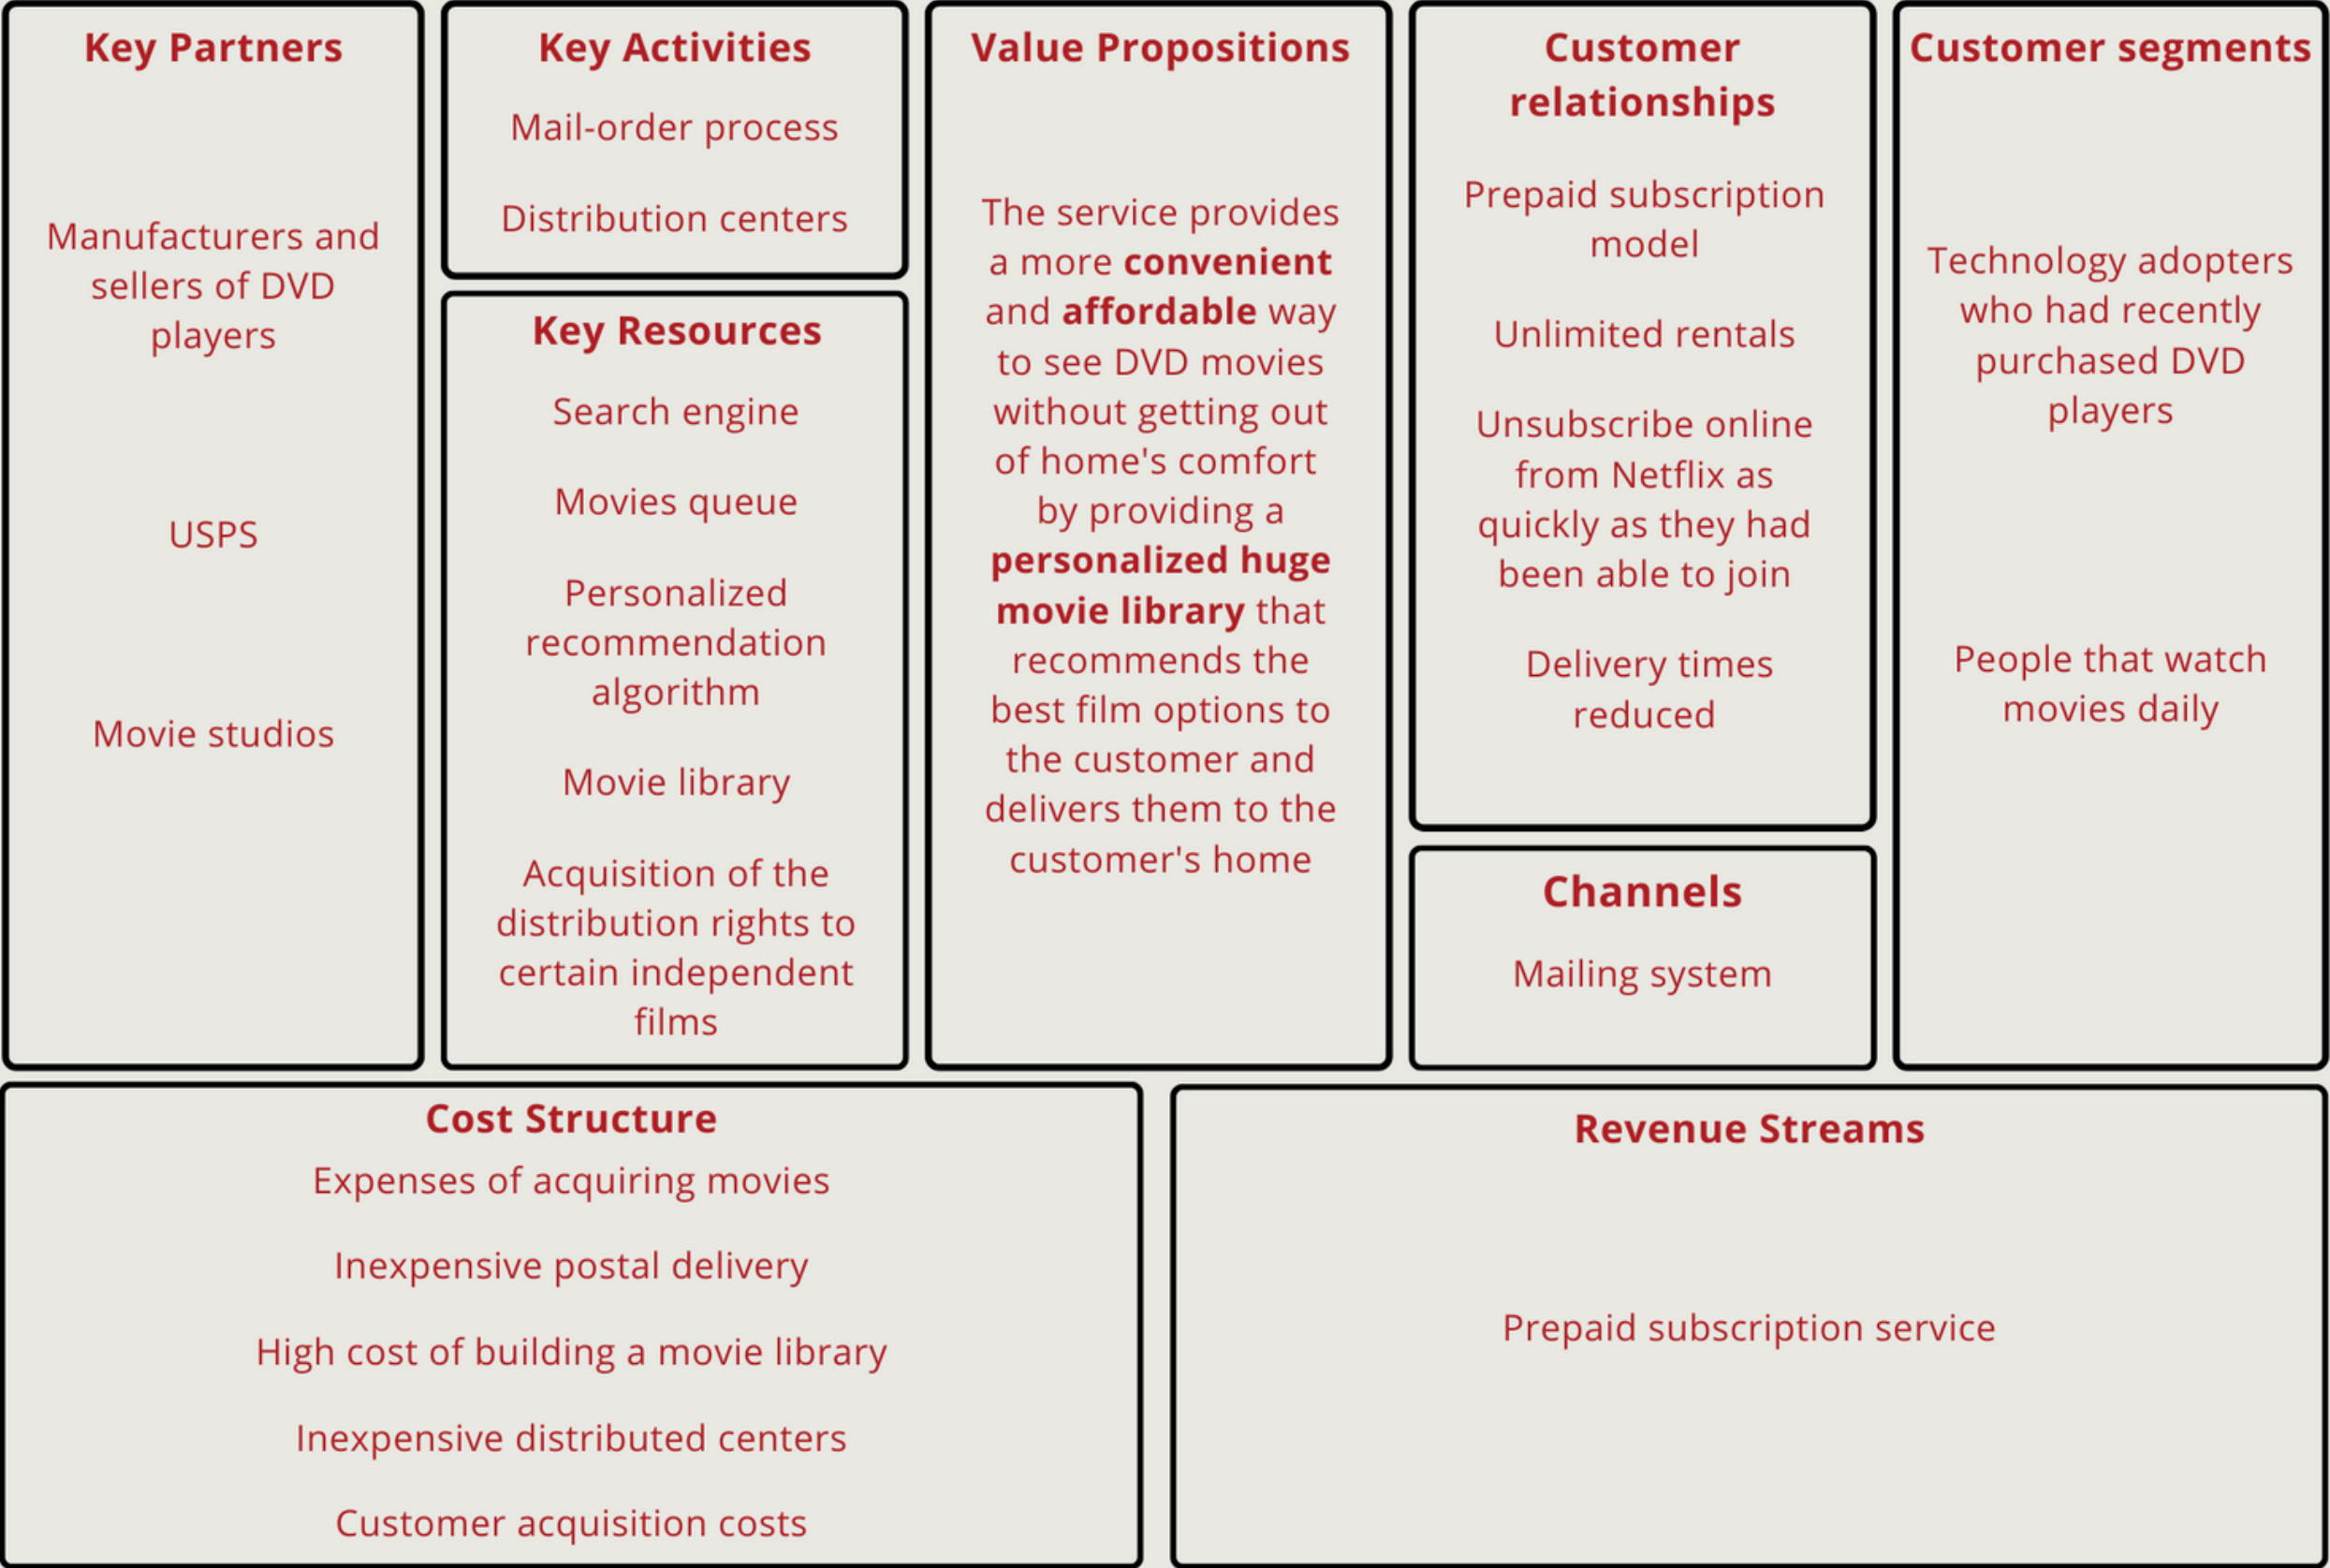 Key Partners
Manufacturers and
sellers of DVD
players
USPS
Movie studios
Key Activities
Mail-order process
Distribution centers
Key Resources
Search engine
Movies queue
Personalized
recommendation
algorithm
Movie library
Acquisition of the
distribution rights to
certain independent
films
Value Propositions
The service provides
a more convenient
and affordable way
to see DVD movies
without getting out
of home's comfort
by providing a
personalized huge
movie library that
recommends the
best film options to
the customer and
delivers them to the
customer's home
Customer
relationships
Prepaid subscription
model
Unlimited rentals
Unsubscribe online
from Netflix as
quickly as they had
been able to join
Delivery times
reduced
Channels
Mailing system
Customer segments
Technology adopters
who had recently
purchased DVD
players
People that watch
movies daily
Cost Structure
Expenses of acquiring movies
Inexpensive postal delivery
High cost of building a movie library
Inexpensive distributed centers
Customer acquisition costs
Revenue Streams
Prepaid subscription service